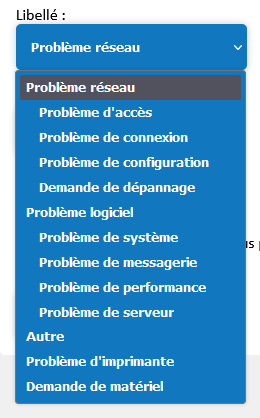 Libellé :
Problème réseau
Problème réseau
Problème d'accès
Problème de connexion
Problème de configuration
Demande de dépannage
Problème logiciel
Problème de système
Problème de messagerie
Problème de performance
Problème de serveur
Autre
Problème d'imprimante
Demande de matériel